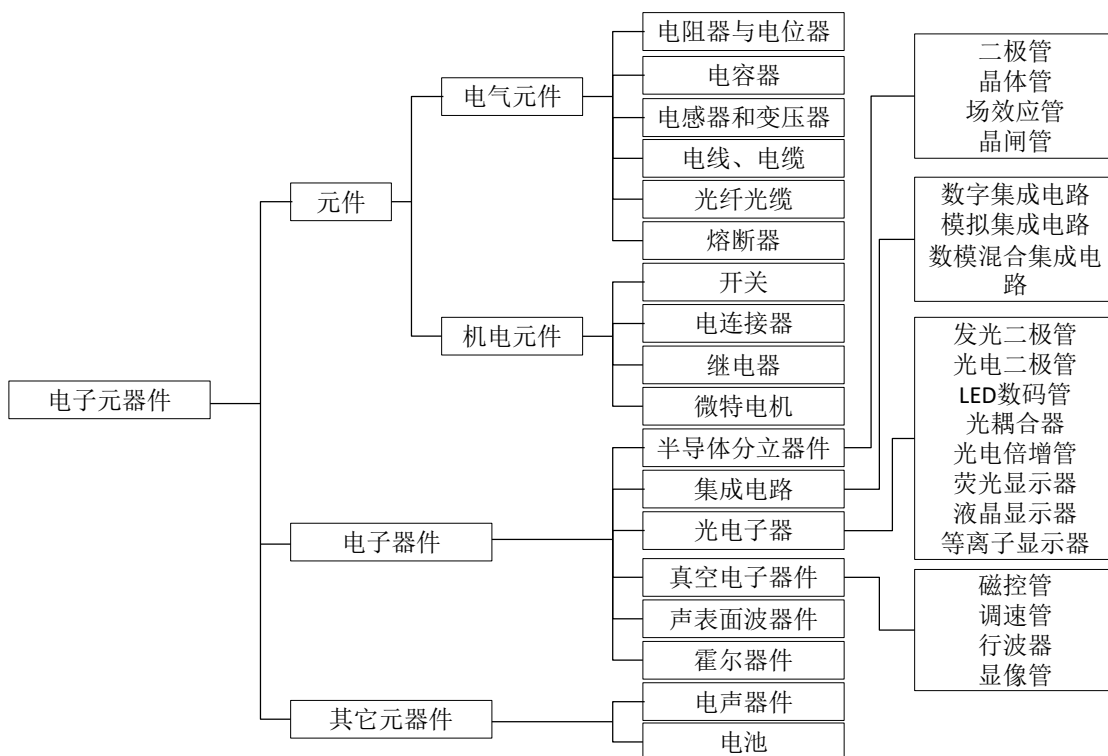 电子元器件
元件
电气元件
电阻器与电位器
电容器
电感器和变压器
电线、电缆
光纤光缆
熔断器
机电元件
开关
电连接器
继电器
微特电机
电子器件
半导体分立器件
二极管
晶体管
场效应管
晶闸管
集成电路
数字集成电路
模拟集成电路
数模混合集成电
路
光电子器
发光二极管
光电二极管
LED数码管
光耦合器
光电倍增管
荧光显示器
液晶显示器
等离子显示器
真空电子器件
磁控管
调速管
行波器
显像管
声表面波器件
霍尔器件
其它元器件
电声器件
电池